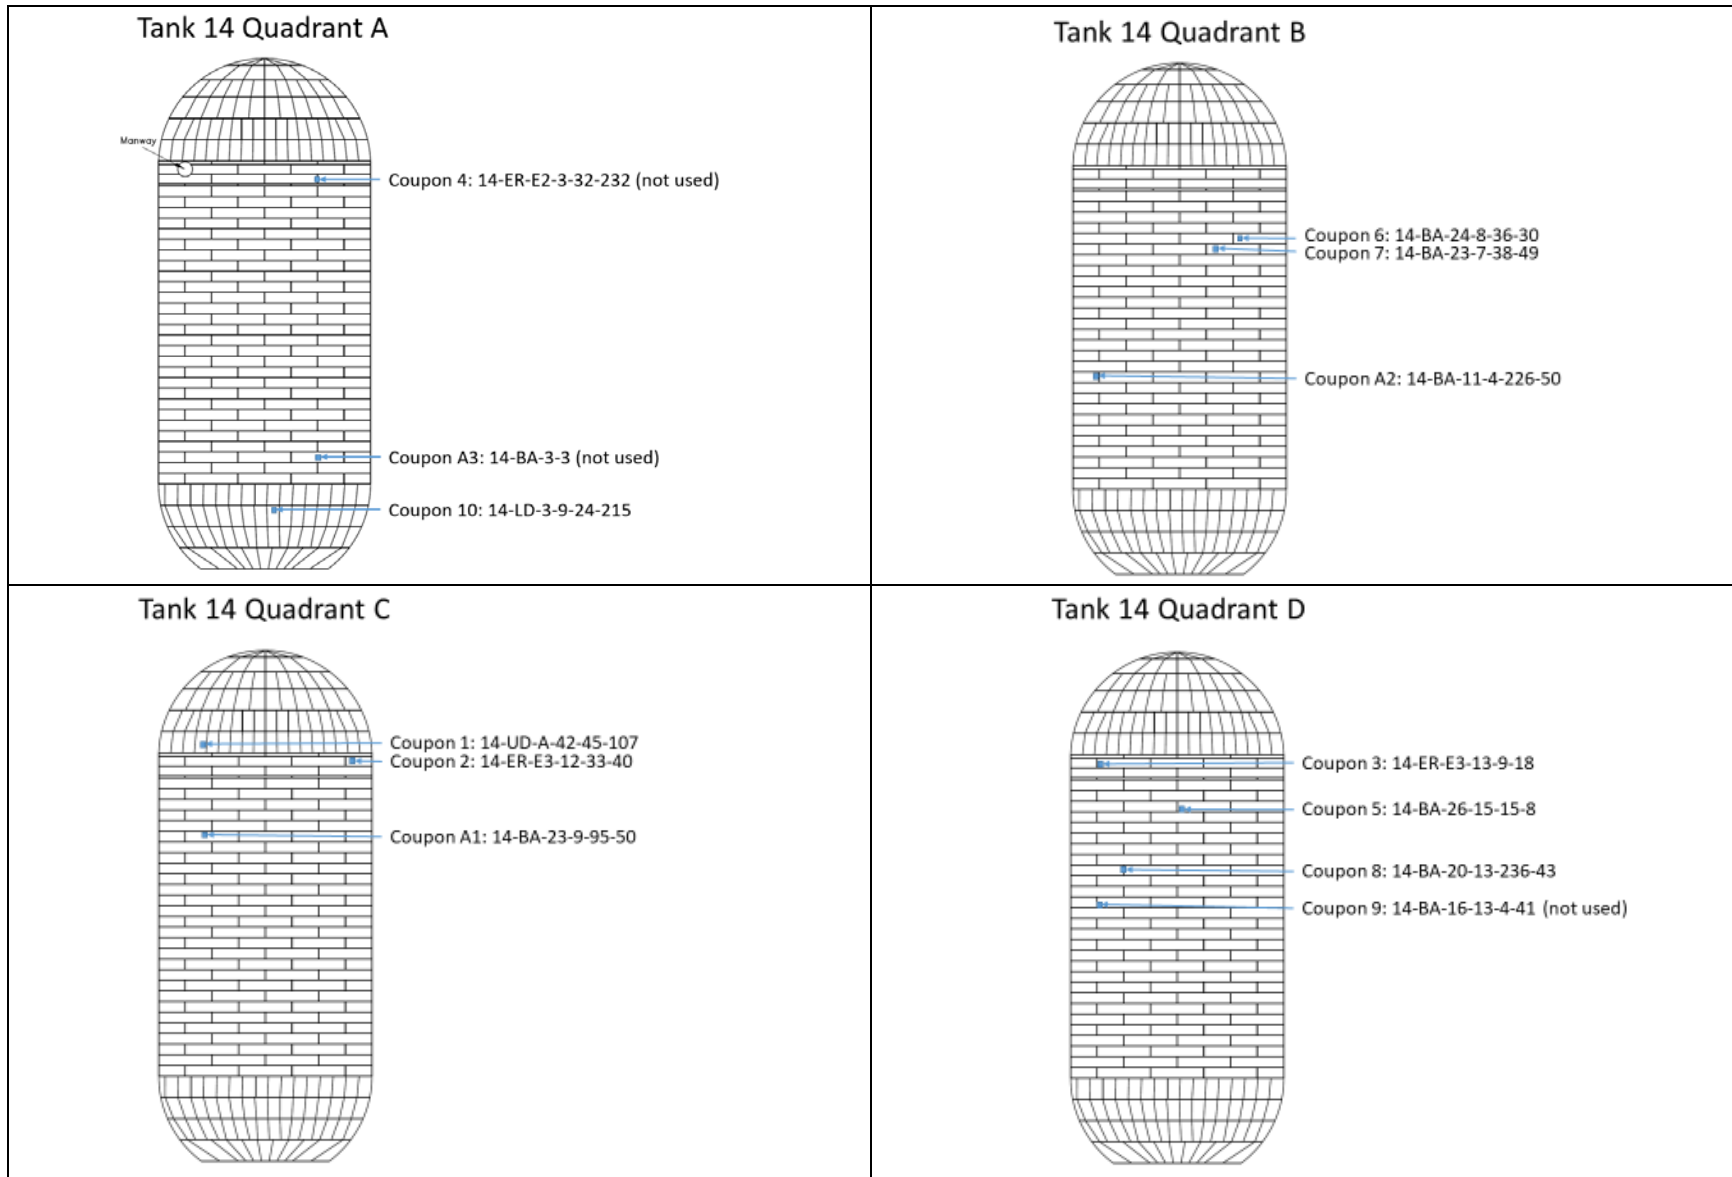 Tank 14 Quadrant A
Manway
Coupon 4: 14-ER-E2-3-32-232 (not used)
Coupon A3: 14-BA-3-3 (not used)
Coupon 10: 14-LD-3-9-24-215
Tank 14 Quadrant B
Coupon 6: 14-BA-24-8-36-30
Coupon 7: 14-BA-23-7-38-49
Coupon A2: 14-BA-11-4-226-50
Tank 14 Quadrant C
Coupon 1: 14-UD-A-42-45-107
Coupon 2: 14-ER-E3-12-33-40
Coupon A1: 14-BA-23-9-95-50
Tank 14 Quadrant D
Coupon 3: 14-ER-E3-13-9-18
Coupon 5: 14-BA-26-15-15-8
Coupon 8: 14-BA-20-13-236-43
Coupon 9: 14-BA-16-13-4-41 (not used)